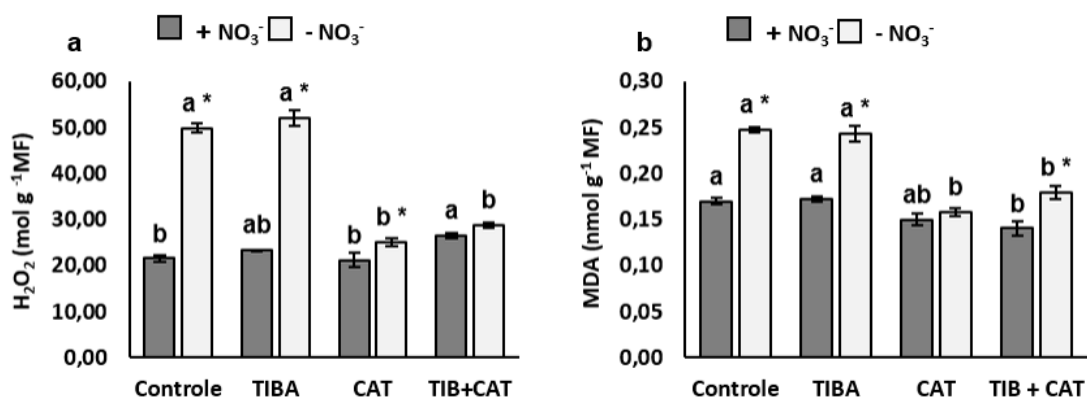 a
+ NO₃⁻ - NO₃⁻
H₂O₂ (mol g ⁻¹MF)
60,00
50,00
40,00
30,00
20,00
10,00
0,00
b a * ab a * b b * a b
Controle TIBA CAT TIB+CAT
b
+ NO₃⁻ - NO₃⁻
MDA (nmol g⁻¹ MF)
0,30
0,25
0,20
0,15
0,10
0,05
0,00
a a * a a * ab b b b *
Controle TIBA CAT TIB + CAT